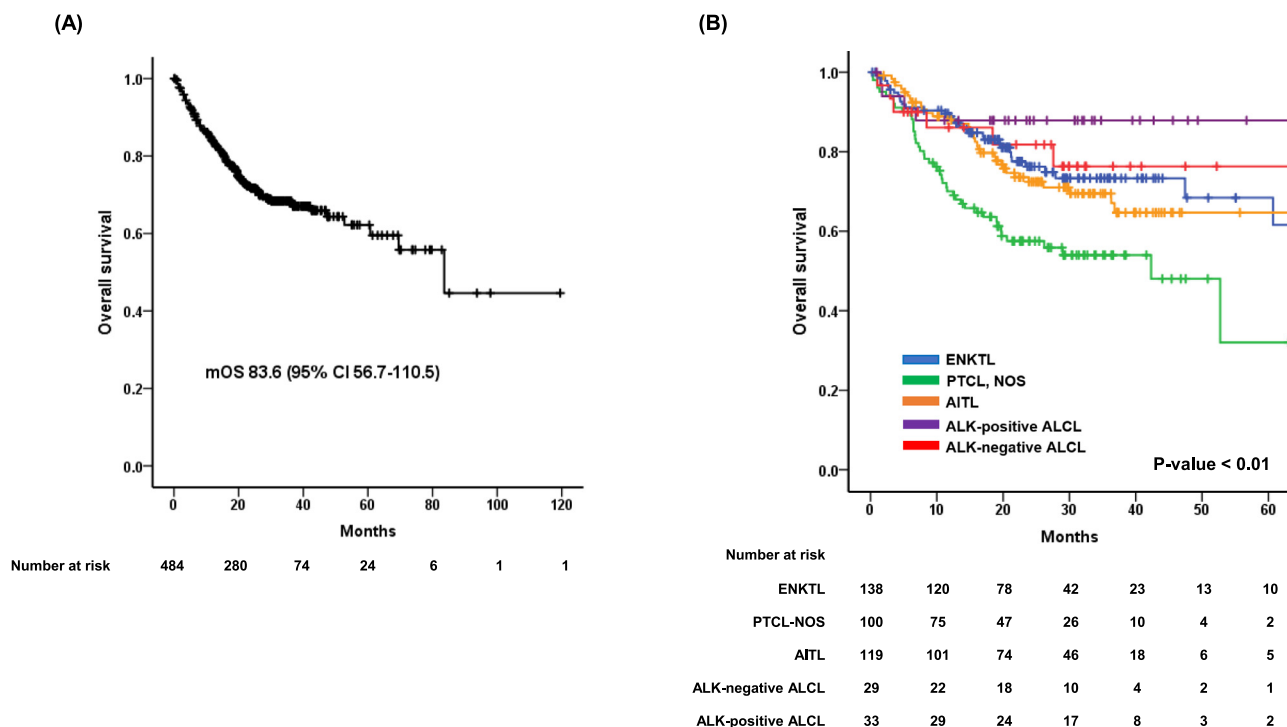 (A)
Overall survival
1.0
0.8
0.6
0.4
0.2
0.0
mOS 83.6 (95% CI 56.7-110.5)
0 20 40 60 80 100 120
Months
Number at risk 484 280 74 24 6 1 1
(B)
Overall survival
1.0
0.8
0.6
0.4
0.2
0.0
ENKTL
PTCL, NOS
AITL
ALK-positive ALCL
ALK-negative ALCL
P-value < 0.01
0 10 20 30 40 50 60
Months
Number at risk
ENKTL 138 120 78 42 23 13 10
PTCL-NOS 100 75 47 26 10 4 2
AITL 119 101 74 46 18 6 5
ALK-negative ALCL 29 22 18 10 4 2 1
ALK-positive ALCL 33 29 24 17 8 3 2